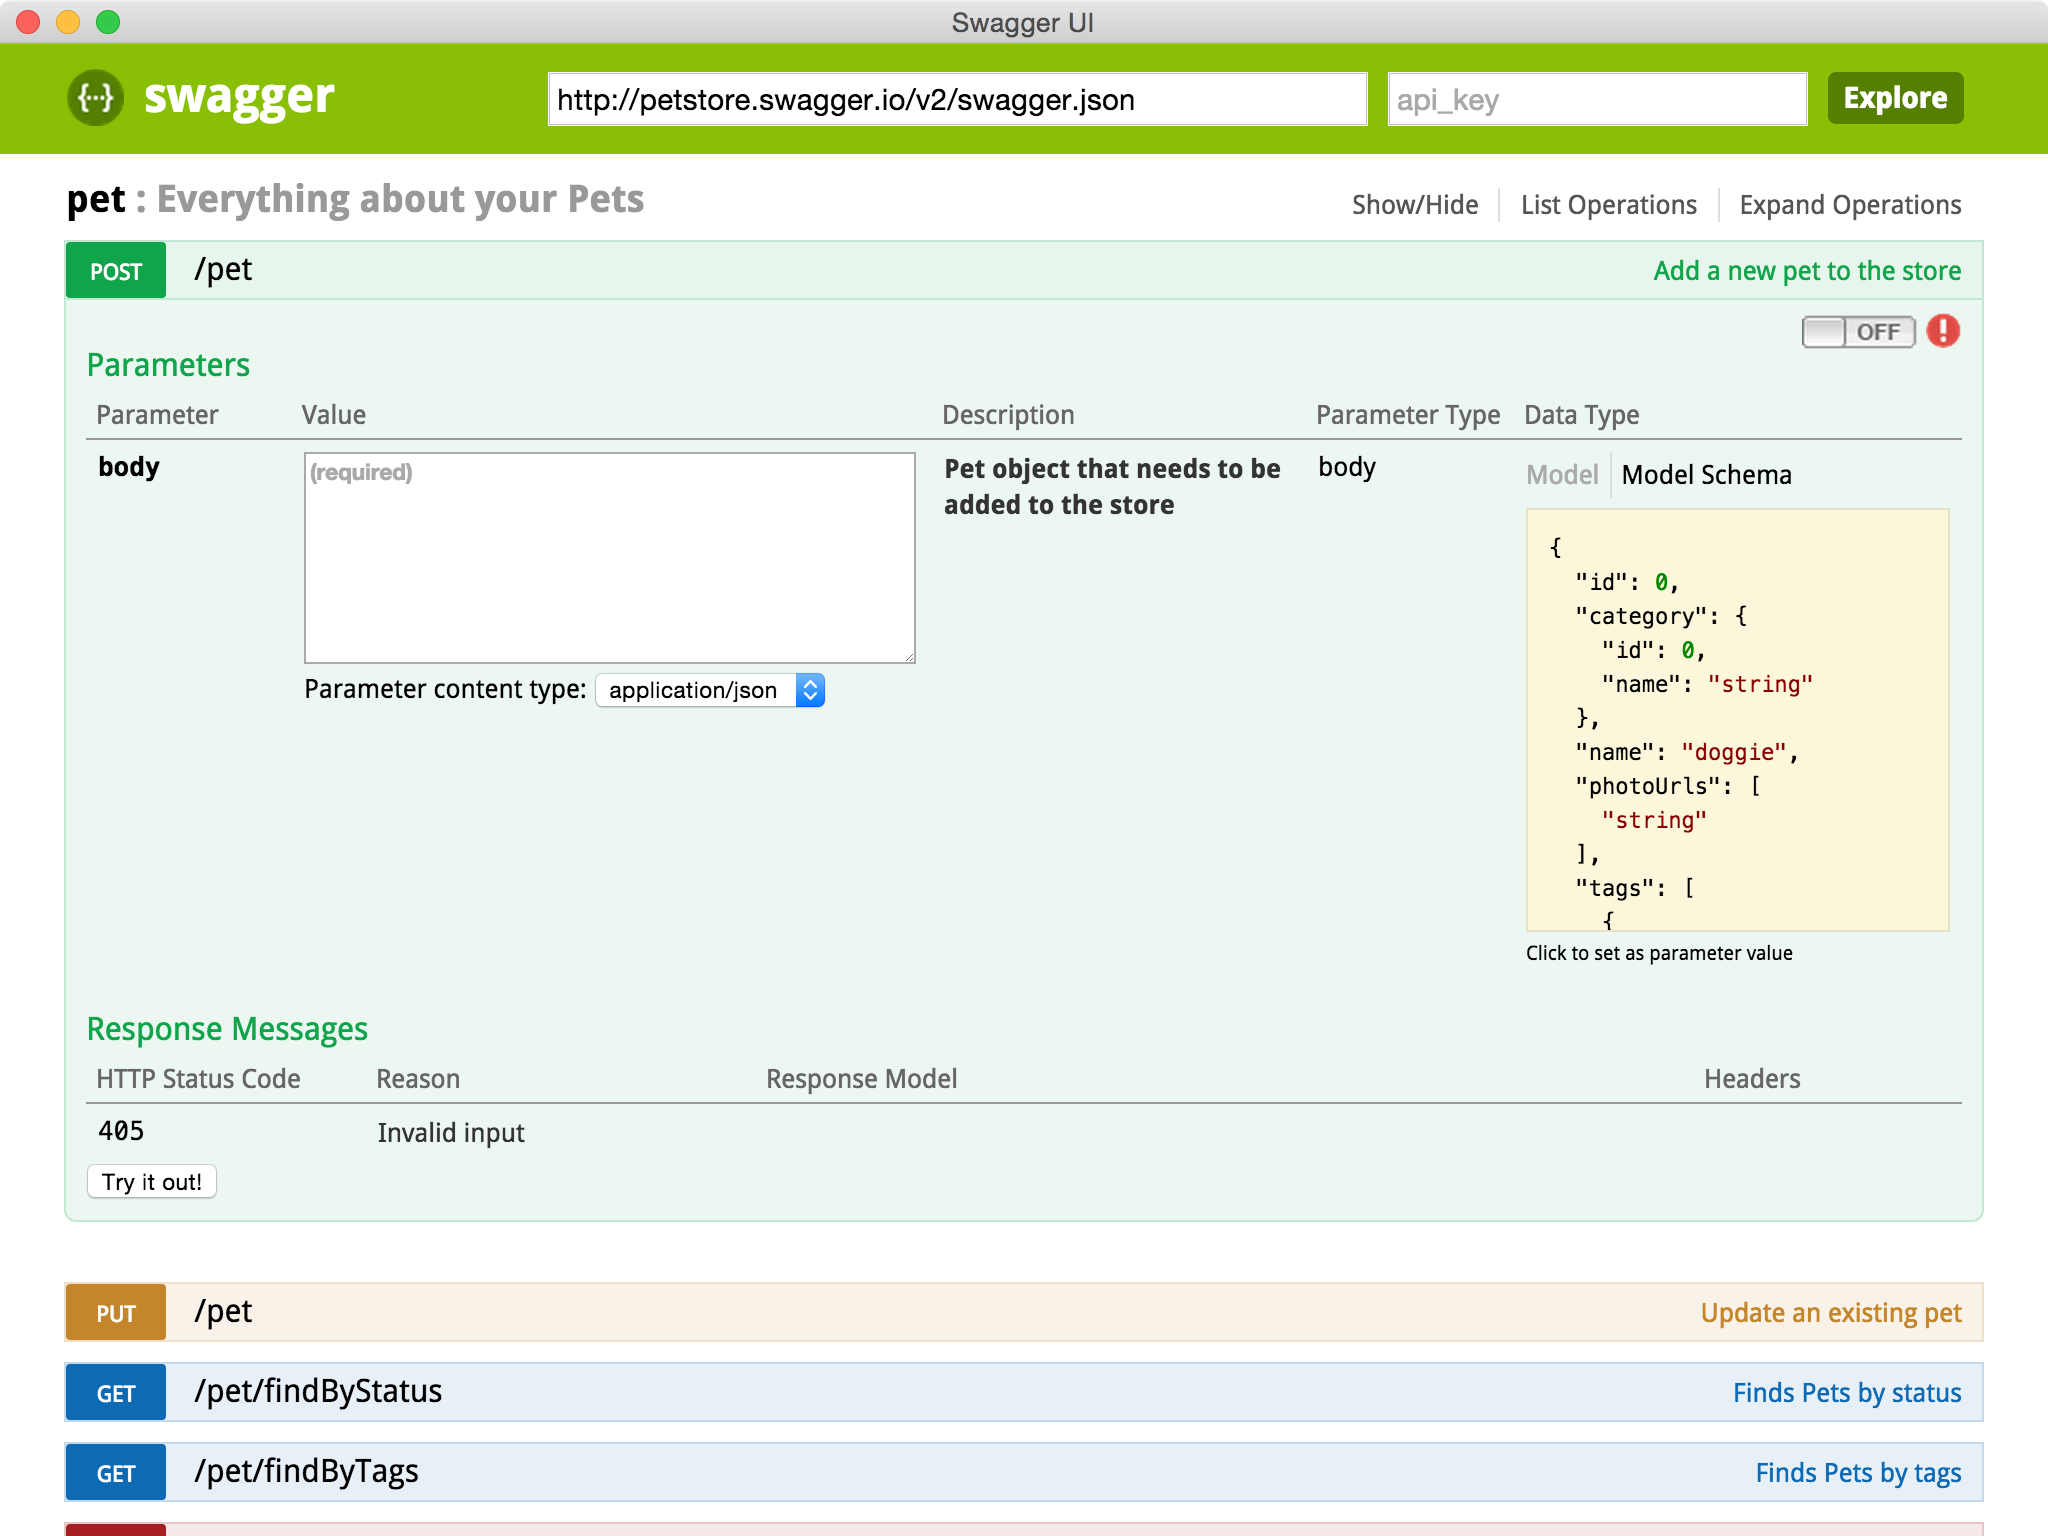 Swagger UI
{···} swagger http://petstore.swagger.io/v2/swagger.json api_key Explore
pet : Everything about your Pets Show/Hide List Operations Expand Operations
POST /pet Add a new pet to the store
OFF !
Parameters
Parameter Value Description Parameter Type Data Type
body (required) Pet object that needs to be added to the store body Model Model Schema
{
"id": 0,
"category": {
"id": 0,
"name": "string"
},
"name": "doggie",
"photoUrls": [
"string"
],
"tags": [
{
Parameter content type: application/json
Click to set as parameter value
Response Messages
HTTP Status Code Reason Response Model Headers
405 Invalid input
Try it out!
PUT /pet Update an existing pet
GET /pet/findByStatus Finds Pets by status
GET /pet/findByTags Finds Pets by tags